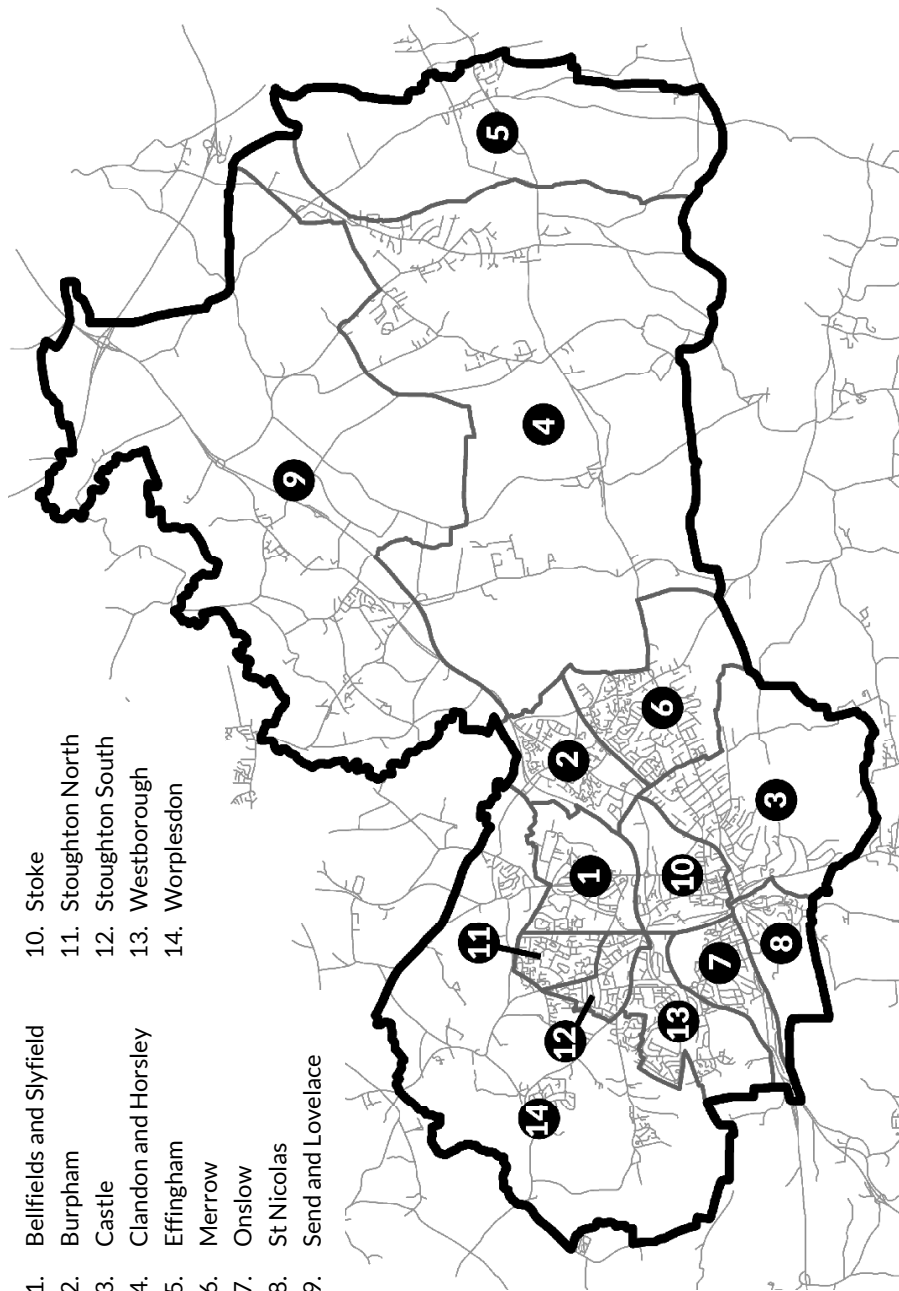 1. Bellfields and Slyfield
2. Burpham
3. Castle
4. Clandon and Horsley
5. Effingham
6. Merrow
7. Onslow
8. St Nicolas
9. Send and Lovelace
10. Stoke
11. Stoughton North
12. Stoughton South
13. Westborough
14. Worplesdon
14
11
12
13
1
7
8
10
2
3
6
9
4
5